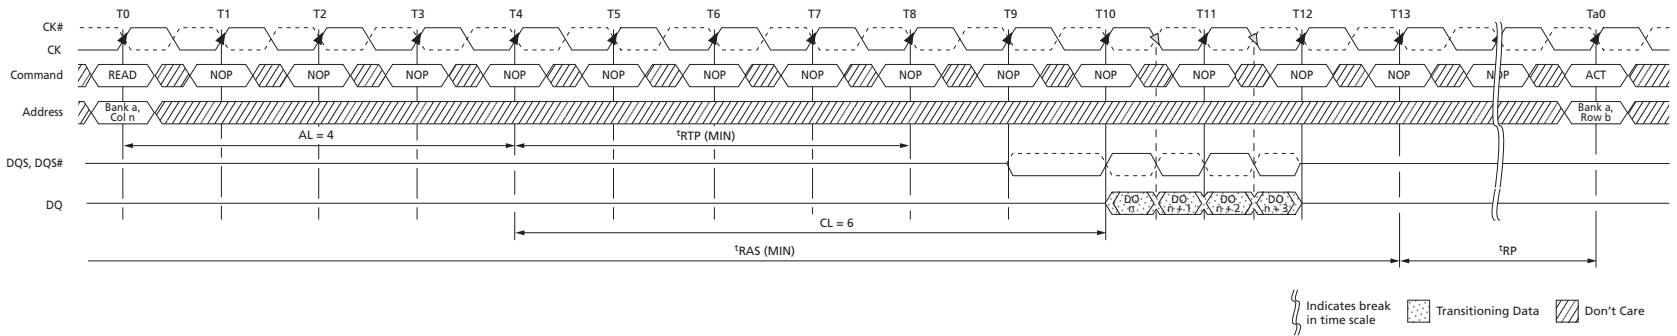 T0 T1 T2 T3 T4 T5 T6 T7 T8 T9 T10 T11 T12 T13 Ta0
CK#
CK
Command READ NOP NOP NOP NOP NOP NOP NOP NOP NOP NOP NOP NOP NOP NOP ACT
Address Bank a, Col n Bank a, Row b
AL = 4 tRTP (MIN)
DQS, DQS#
DQ DO n DO n + 1 DO n + 2 DO n + 3
CL = 6
tRAS (MIN) tRP
Indicates break
in time scale
Transitioning Data
Don't Care